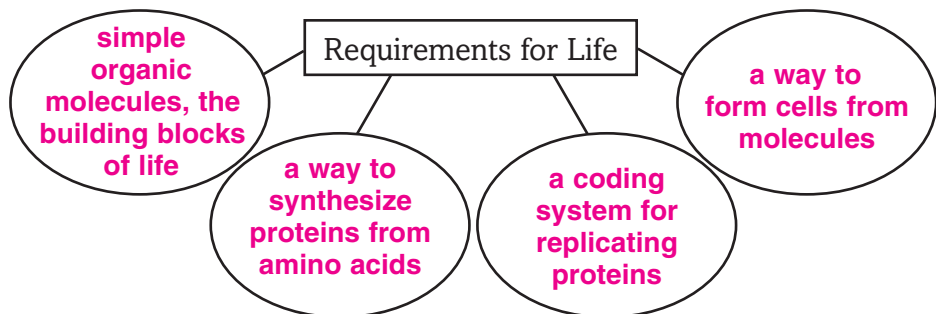 Requirements for Life
simple
organic
molecules, the
building blocks
of life
a way to
synthesize
proteins from
amino acids
a coding
system for
replicating
proteins
a way to
form cells from
molecules